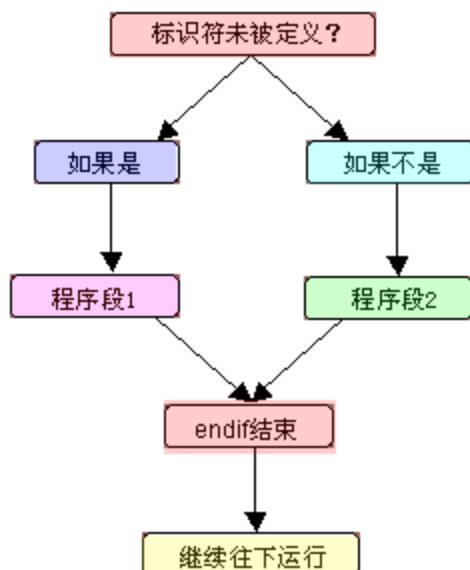 标识符未被定义？
如果是
如果不是
程序段1
程序段2
endif结束
继续往下运行